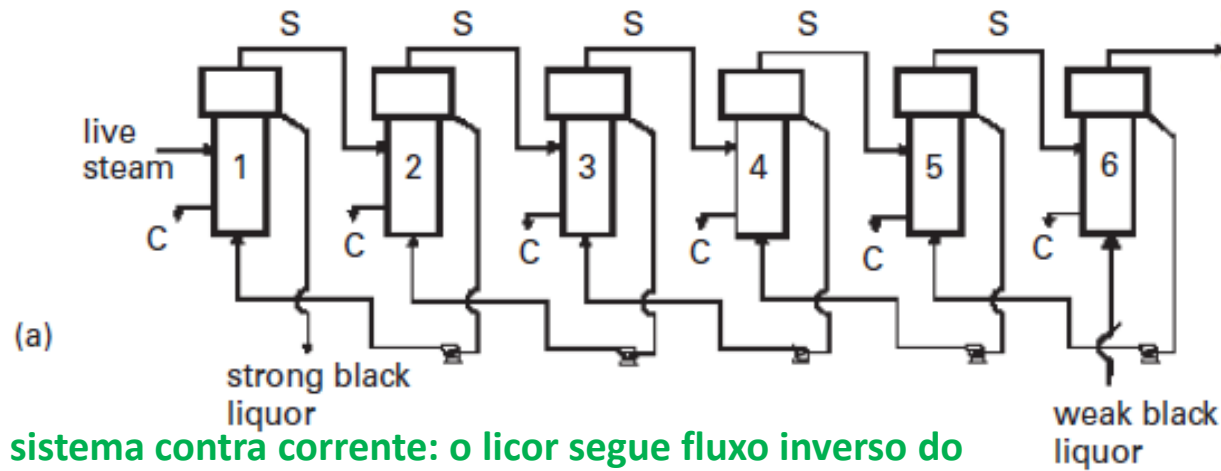 S S S S S
live
steam
1 2 3 4 5 6
C C C C C C
(a)
strong black
liquor
weak black
liquor
sistema contra corrente: o licor segue fluxo inverso do